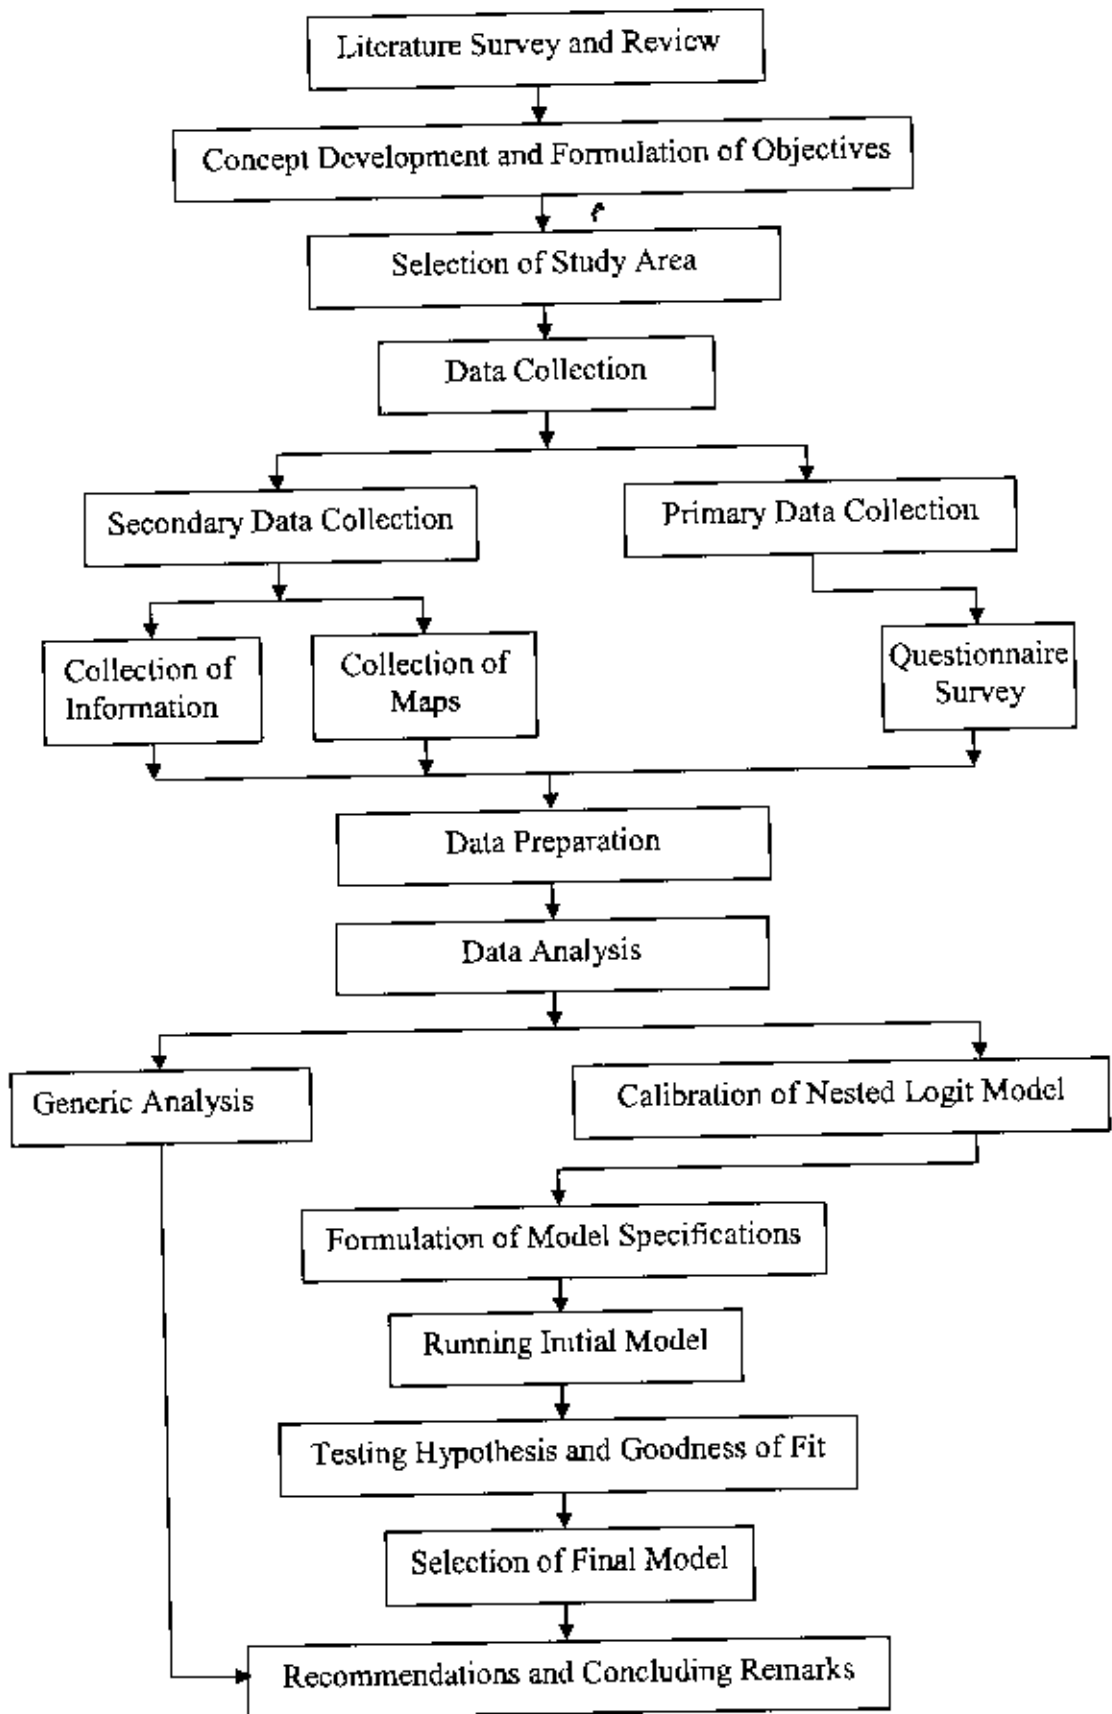 Literature Survey and Review
Concept Development and Formulation of Objectives
Selection of Study Area
Data Collection
Secondary Data Collection
Primary Data Collection
Collection of
Information
Collection of
Maps
Questionnaire
Survey
Data Preparation
Data Analysis
Generic Analysis
Calibration of Nested Logit Model
Formulation of Model Specifications
Running Initial Model
Testing Hypothesis and Goodness of Fit
Selection of Final Model
Recommendations and Concluding Remarks